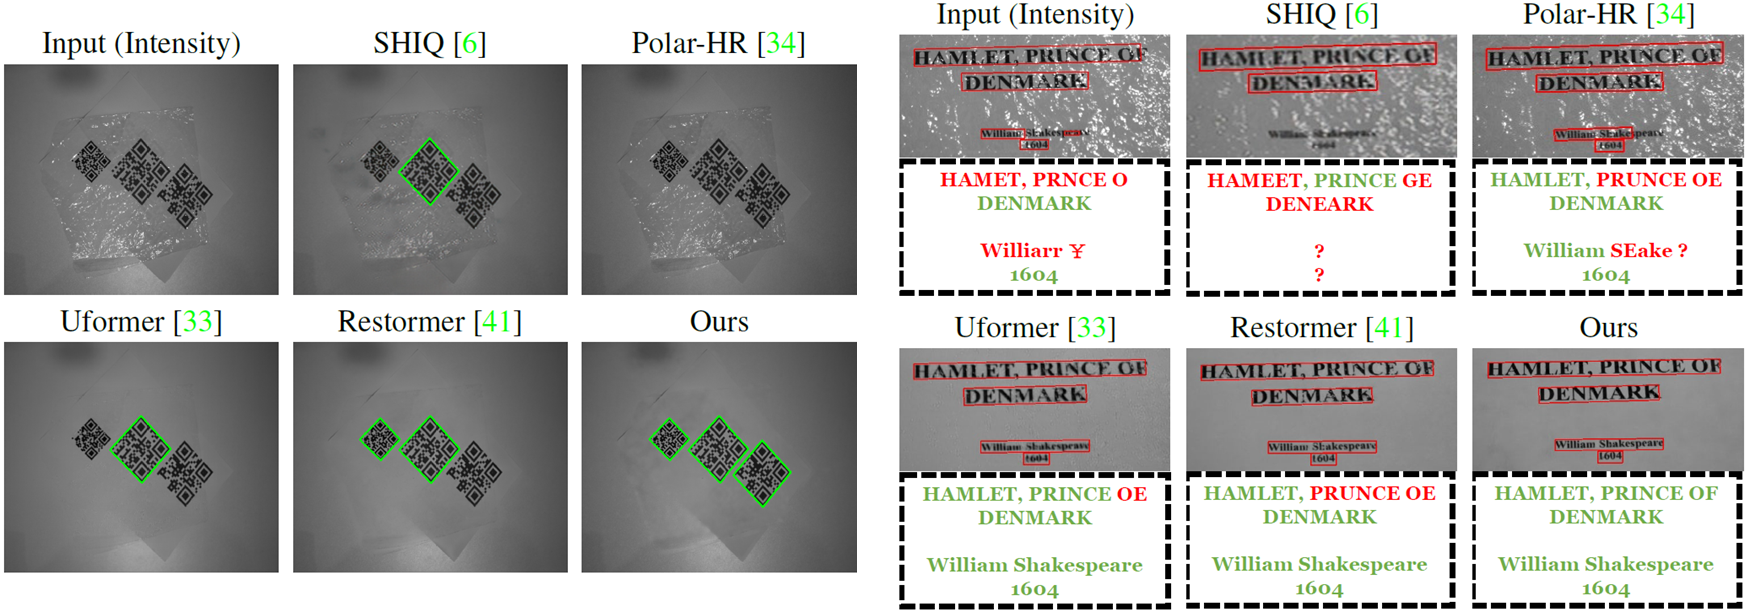 Input (Intensity)
SHIQ [6]
Polar-HR [34]
Uformer [33]
Restormer [41]
Ours
Input (Intensity)
SHIQ [6]
Polar-HR [34]
HAMLET, PRINCE OF
DENMARK
William Shakespeare
1604
HAMLET, PRINCE OF
DENMARK
William Shakespeare
1604
HAMLET, PRINCE OF
DENMARK
William Shakespeare
1604
HAMET, PRNCE O
DENMARK
Williarr ¥
1604
HAMEET, PRINCE GE
DENEARK
?
?
HAMLET, PRUNCE OE
DENMARK
William SEake ?
1604
Uformer [33]
Restormer [41]
Ours
HAMLET, PRINCE OF
DENMARK
William Shakespeare
1604
HAMLET, PRINCE OF
DENMARK
William Shakespeare
1604
HAMLET, PRINCE OF
DENMARK
William Shakespeare
1604
HAMLET, PRINCE OE
DENMARK
William Shakespeare
1604
HAMLET, PRUNCE OE
DENMARK
William Shakespeare
1604
HAMLET, PRINCE OF
DENMARK
William Shakespeare
1604